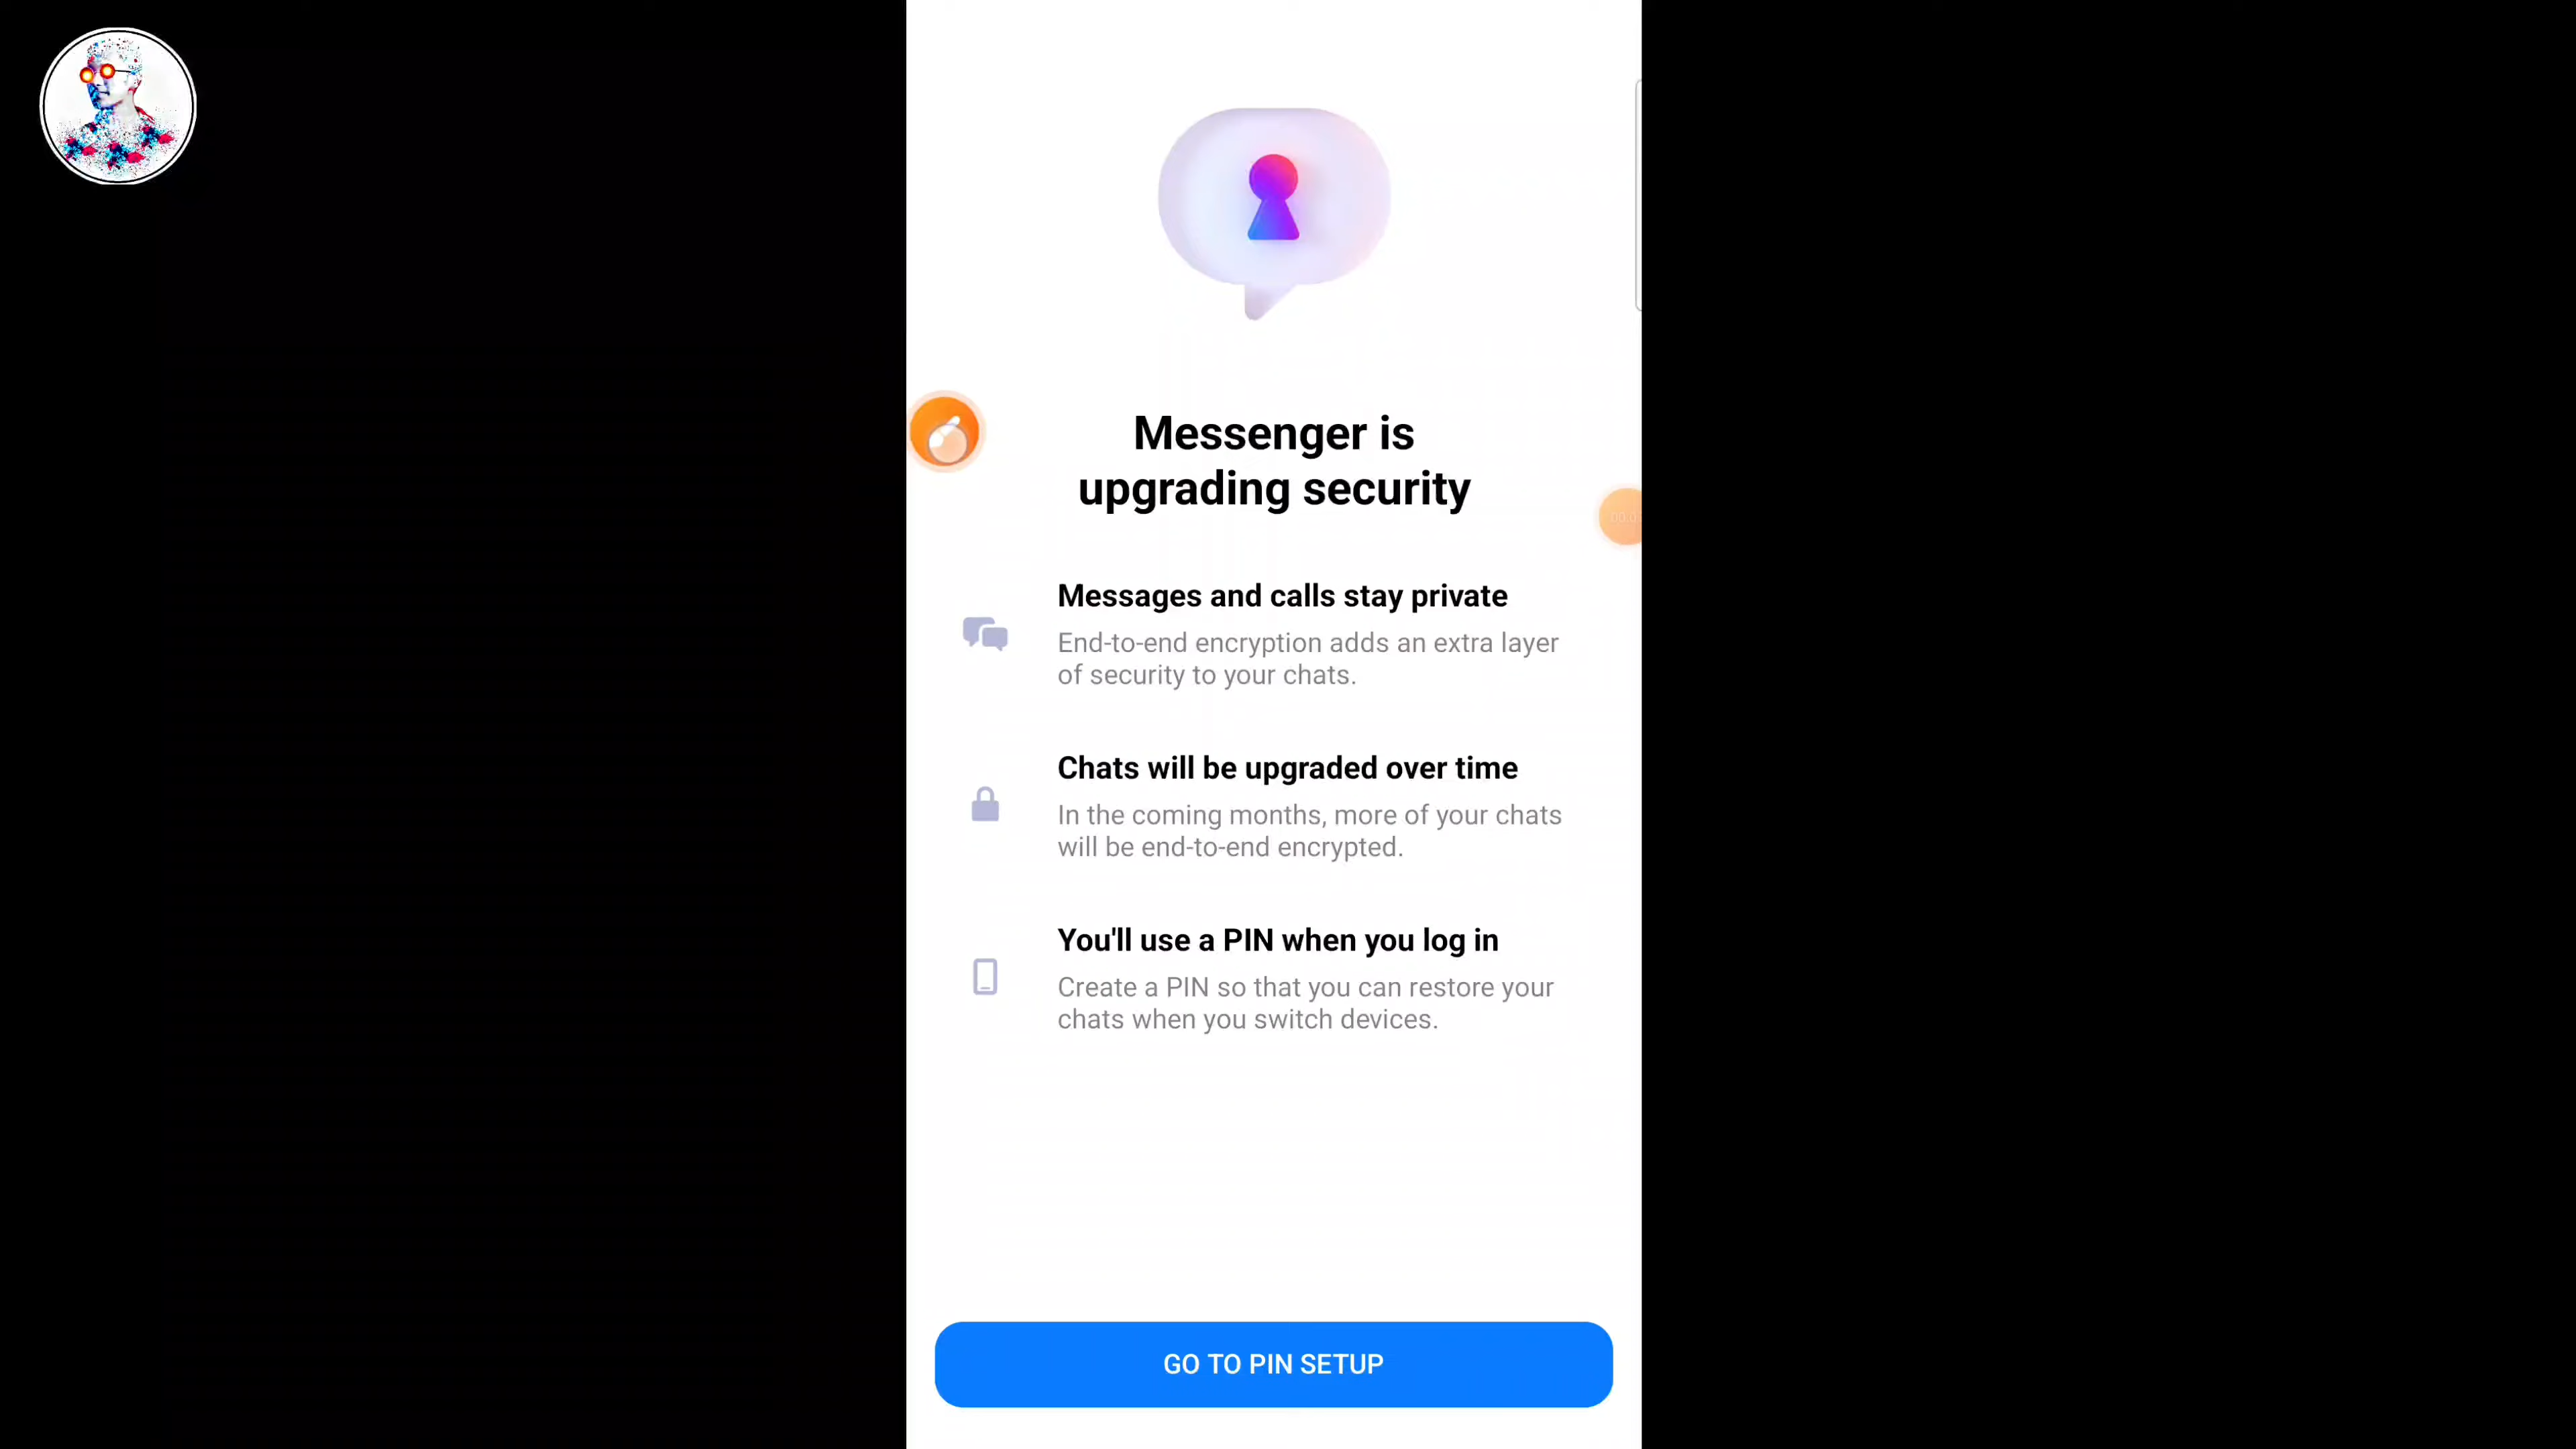 Messenger is
upgrading security
Messages and calls stay private
End-to-end encryption adds an extra layer
of security to your chats.
Chats will be upgraded over time
In the coming months, more of your chats
will be end-to-end encrypted.
You'll use a PIN when you log in
Create a PIN so that you can restore your
chats when you switch devices.
GO TO PIN SETUP